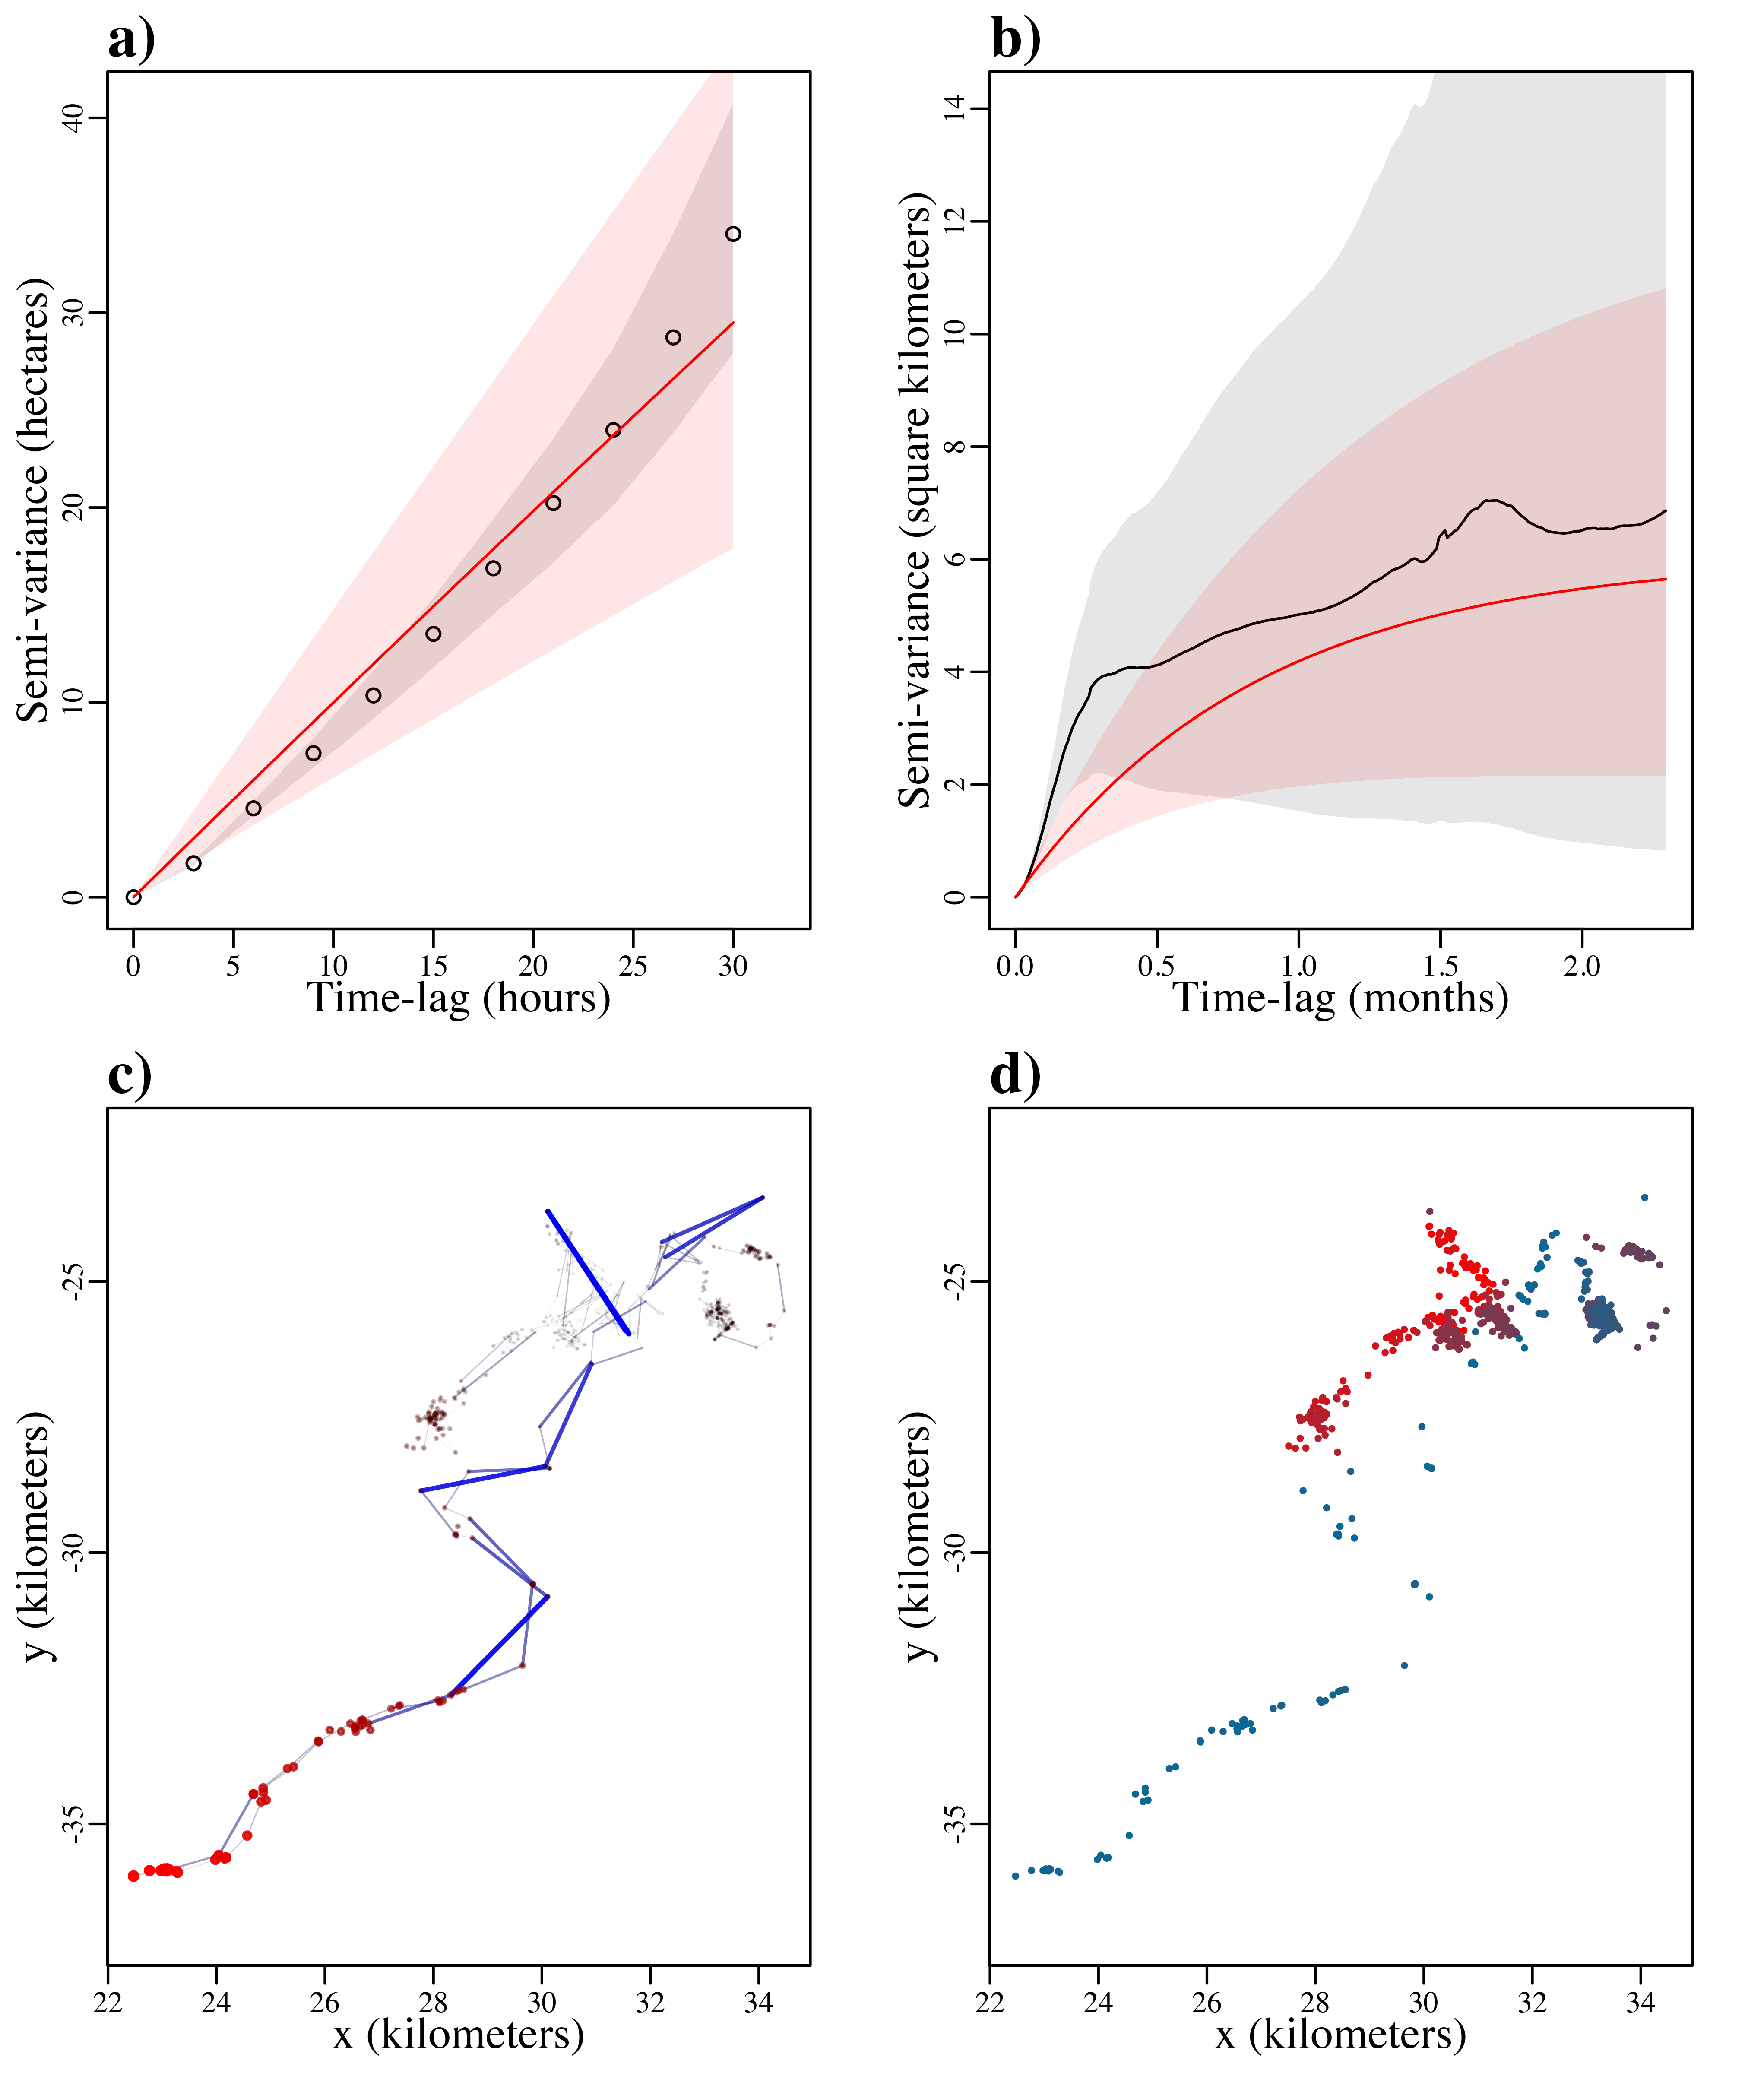 a)
Semi-variance (hectares)
40
30
20
10
0
0 5 10 15 20 25 30
Time-lag (hours)
b)
Semi-variance (square kilometers)
14
12
10
8
6
4
2
0
0.0 0.5 1.0 1.5 2.0
Time-lag (months)
c)
y (kilometers)
-25
-30
-35
22 24 26 28 30 32 34
x (kilometers)
d)
y (kilometers)
-25
-30
-35
22 24 26 28 30 32 34
x (kilometers)